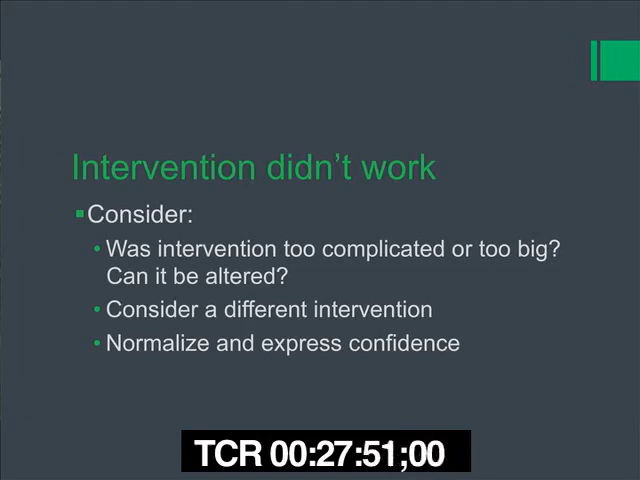 Intervention didn't work
Consider:
Was intervention too complicated or too big?
Can it be altered?
Consider a different intervention
Normalize and express confidence
TCR 00:27:51;00